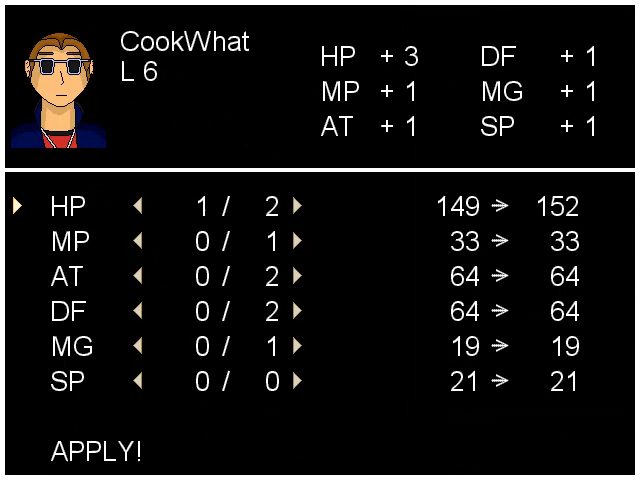 CookWhat
L 6
HP + 3 DF + 1
MP + 1 MG + 1
AT + 1 SP + 1
HP 1 / 2 149 > 152
MP 0 / 1 33 > 33
AT 0 / 2 64 > 64
DF 0 / 2 64 > 64
MG 0 / 1 19 > 19
SP 0 / 0 21 > 21
APPLY!